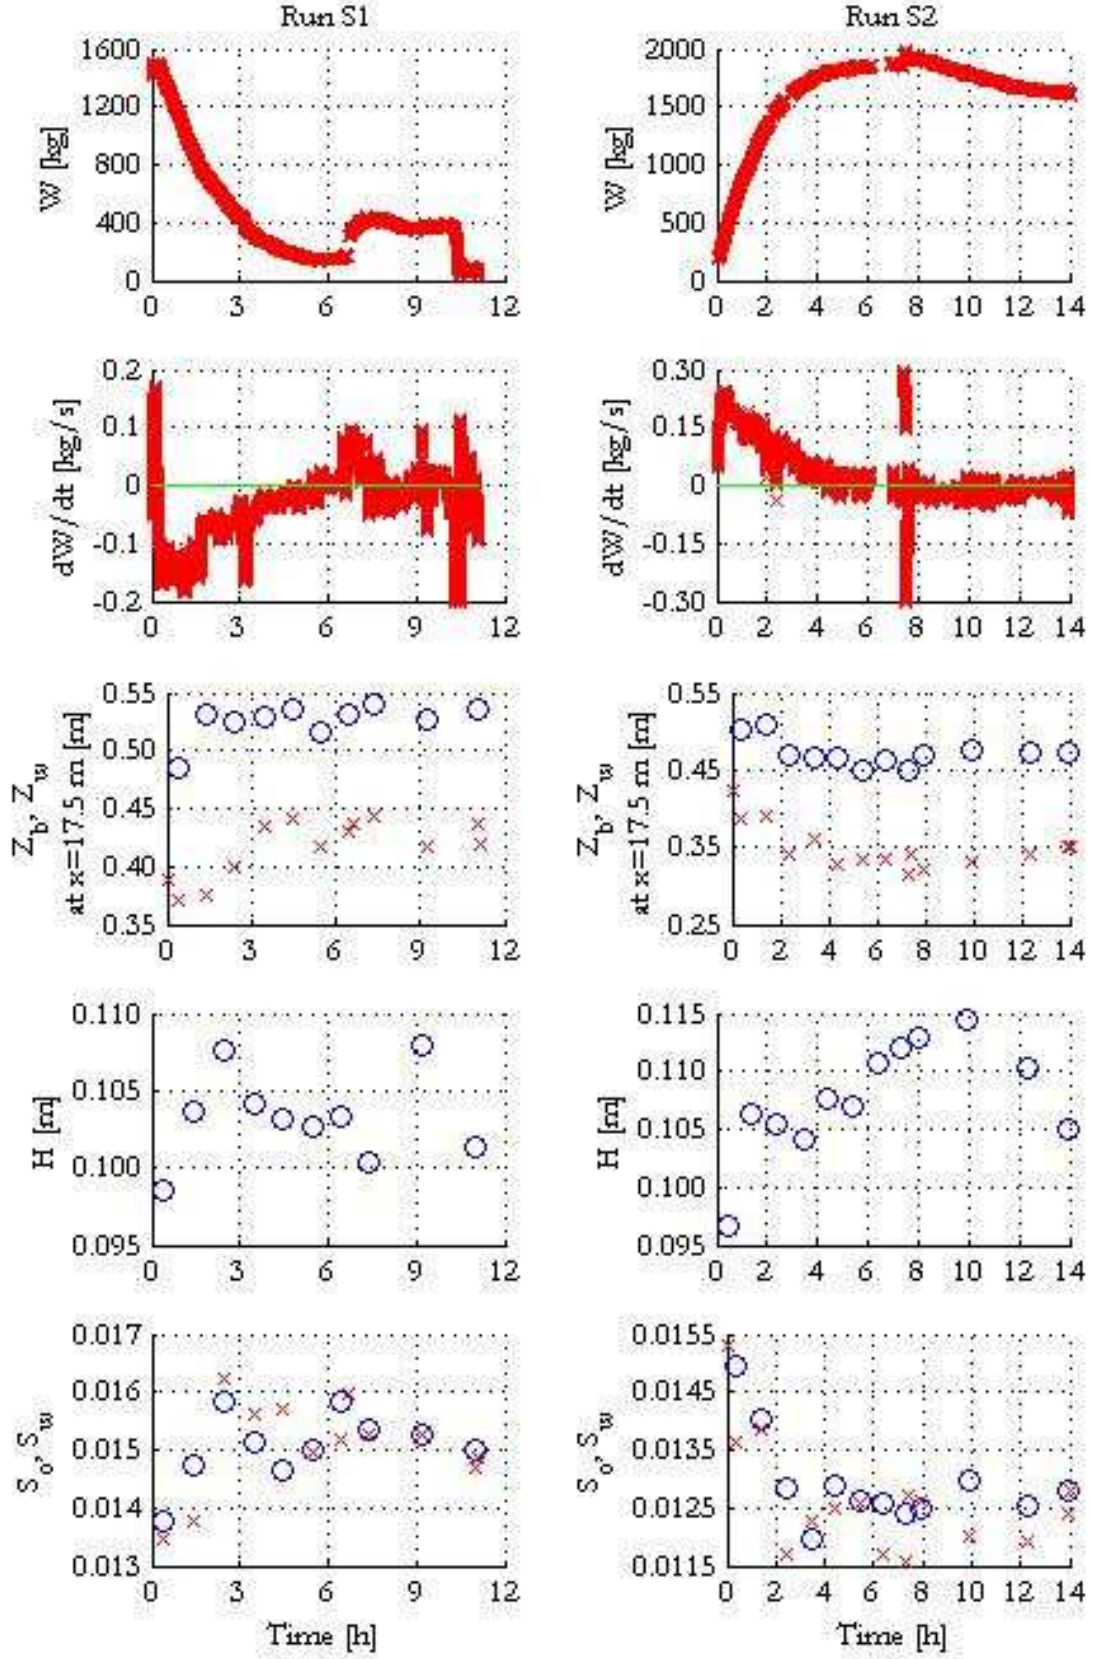 Run S1
Run S2
1600
1200
800
400
0
W [kg]
0 3 6 9 12
2000
1500
1000
500
0
W [kg]
0 2 4 6 8 10 12 14
0.2
0.1
0
-0.1
-0.2
dW/dt [kg/s]
0 3 6 9 12
0.30
0.15
0
-0.15
-0.30
dW/dt [kg/s]
0 2 4 6 8 10 12 14
0.55
0.50
0.45
0.40
0.35
Zb, Zw
at x=17.5 m [m]
0 3 6 9 12
0.55
0.45
0.35
0.25
Zb, Zw
at x=17.5 m [m]
0 2 4 6 8 10 12 14
0.110
0.105
0.100
0.095
H [m]
0 3 6 9 12
0.115
0.110
0.105
0.100
0.095
H [m]
0 2 4 6 8 10 12 14
0.017
0.016
0.015
0.014
0.013
So, Sw
0 3 6 9 12
Time [h]
0.0155
0.0145
0.0135
0.0125
0.0115
So, Sw
0 2 4 6 8 10 12 14
Time [h]